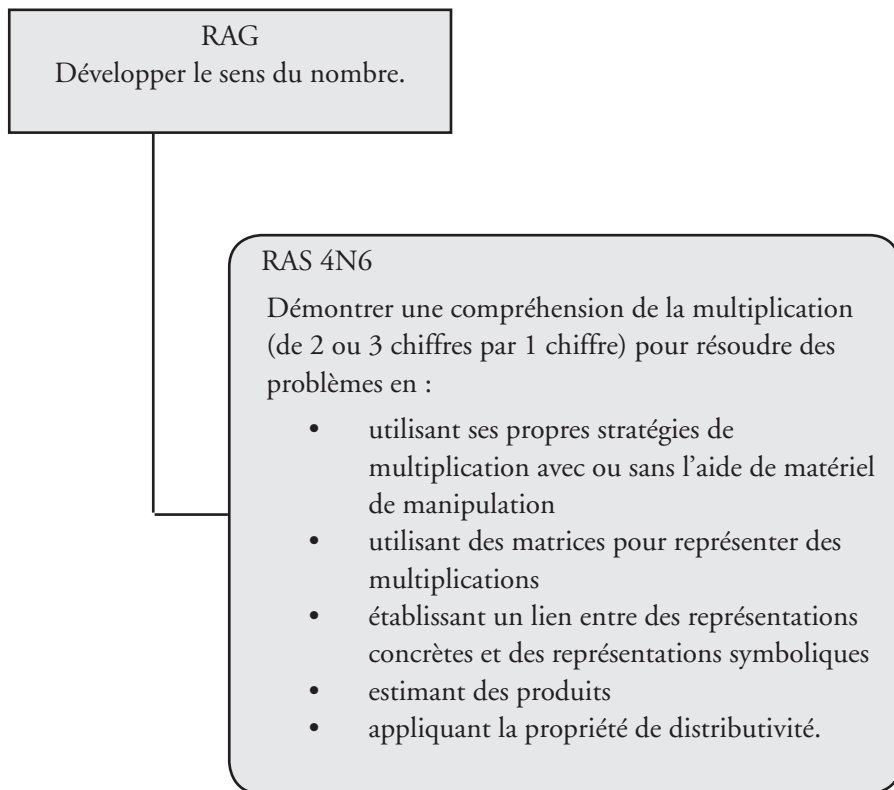 RAG
Développer le sens du nombre.
RAS 4N6
Démontrer une compréhension de la multiplication
(de 2 ou 3 chiffres par 1 chiffre) pour résoudre des
problèmes en :
• utilisant ses propres stratégies de
multiplication avec ou sans l’aide de matériel
de manipulation
• utilisant des matrices pour représenter des
multiplications
• établissant un lien entre des représentations
concrètes et des représentations symboliques
• estimant des produits
• appliquant la propriété de distributivité.